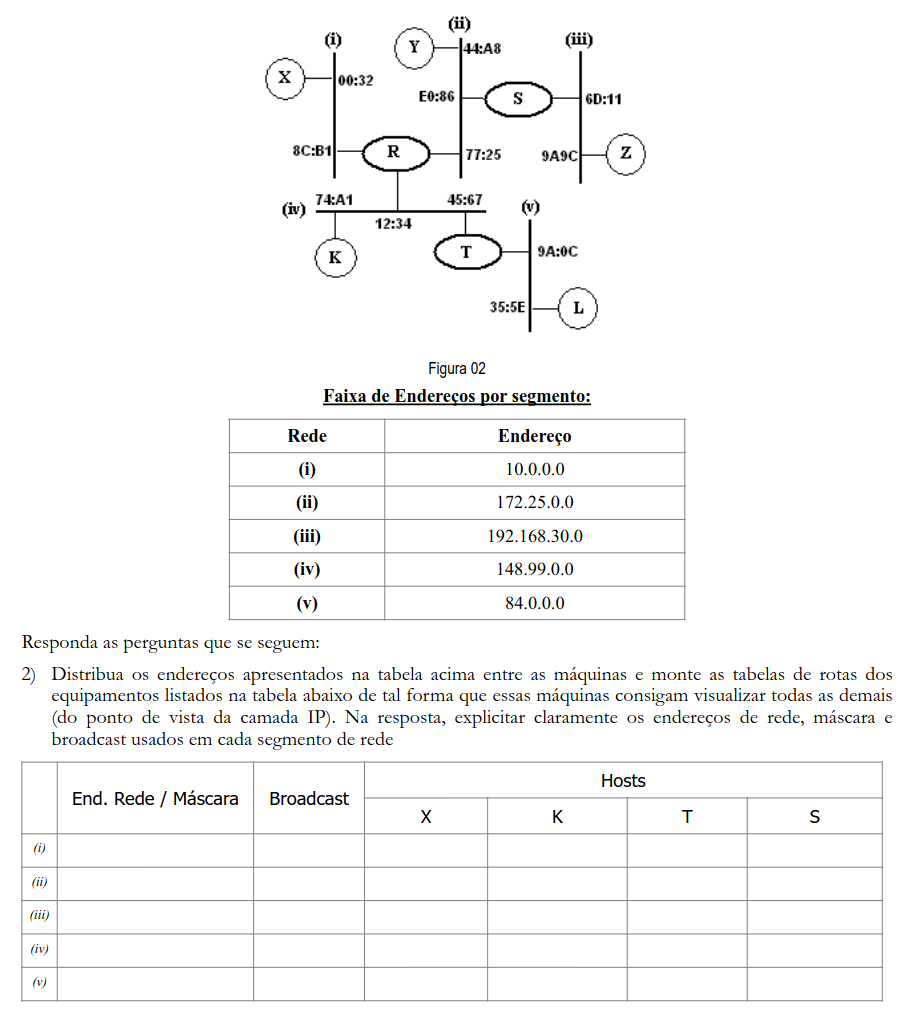 (ii)
(i)
(iii)
Y
44:A8
X
00:32
E0:86
S
6D:11
8C:B1
R
77:25
9A9C
Z
74:A1
45:67
(iv)
(v)
12:34
K
T
9A:0C
35:5E
L
Figura 02
Faixa de Endereços por segmento:
Rede Endereço
(i) 10.0.0.0
(ii) 172.25.0.0
(iii) 192.168.30.0
(iv) 148.99.0.0
(v) 84.0.0.0
Responda as perguntas que se seguem:
2) Distribua os endereços apresentados na tabela acima entre as máquinas e monte as tabelas de rotas dos
equipamentos listados na tabela abaixo de tal forma que essas máquinas consigam visualizar todas as demais
(do ponto de vista da camada IP). Na resposta, explicitar claramente os endereços de rede, máscara e
broadcast usados em cada segmento de rede
End. Rede / Máscara Broadcast Hosts
X K T S
(i)
(ii)
(iii)
(iv)
(v)